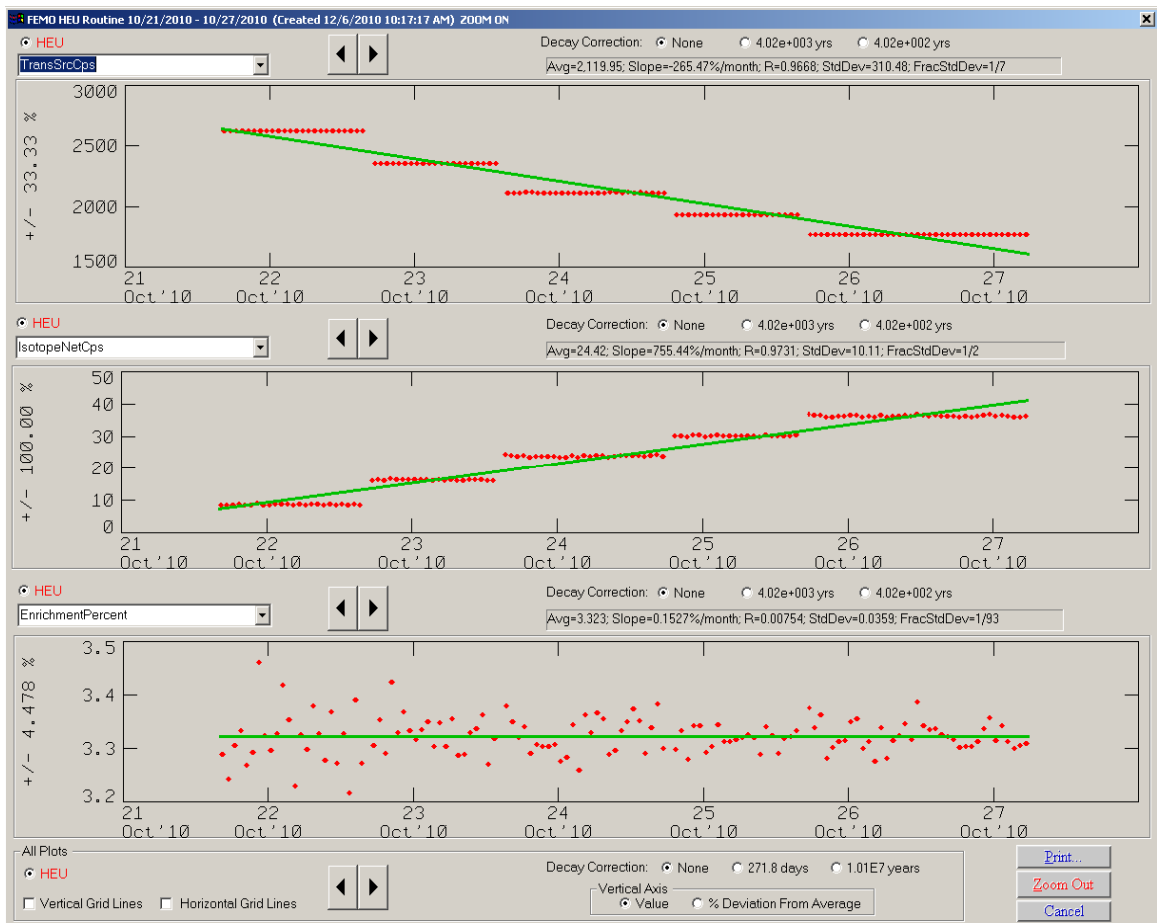 FEMO HEU Routine 10/21/2010 - 10/27/2010 (Created 12/6/2010 10:17:17 AM) ZOOM ON
HEU
TransSrcCps
Decay Correction: None 4.02e+003 yrs 4.02e+002 yrs
Avg=2,119.95; Slope=-265.47%/month; R=0.9668; StdDev=310.48; FracStdDev=1/7
+/- 33.33 %
3000
2500
2000
1500
21 22 23 24 25 26 27
Oct'10 Oct'10 Oct'10 Oct'10 Oct'10 Oct'10 Oct'10
HEU
IsotopeNetCps
Decay Correction: None 4.02e+003 yrs 4.02e+002 yrs
Avg=24.42; Slope=755.44%/month; R=0.9731; StdDev=10.11; FracStdDev=1/2
+/- 100.00 %
50
40
30
20
10
0
21 22 23 24 25 26 27
Oct'10 Oct'10 Oct'10 Oct'10 Oct'10 Oct'10 Oct'10
HEU
EnrichmentPercent
Decay Correction: None 4.02e+003 yrs 4.02e+002 yrs
Avg=3.323; Slope=0.1527%/month; R=0.00754; StdDev=0.0359; FracStdDev=1/93
+/- 4.478 %
3.5
3.4
3.3
3.2
21 22 23 24 25 26 27
Oct'10 Oct'10 Oct'10 Oct'10 Oct'10 Oct'10 Oct'10
All Plots
HEU
Vertical Grid Lines Horizontal Grid Lines
Decay Correction: None 271.8 days 1.01E7 years
Vertical Axis
Value % Deviation From Average
Print...
Zoom Out
Cancel